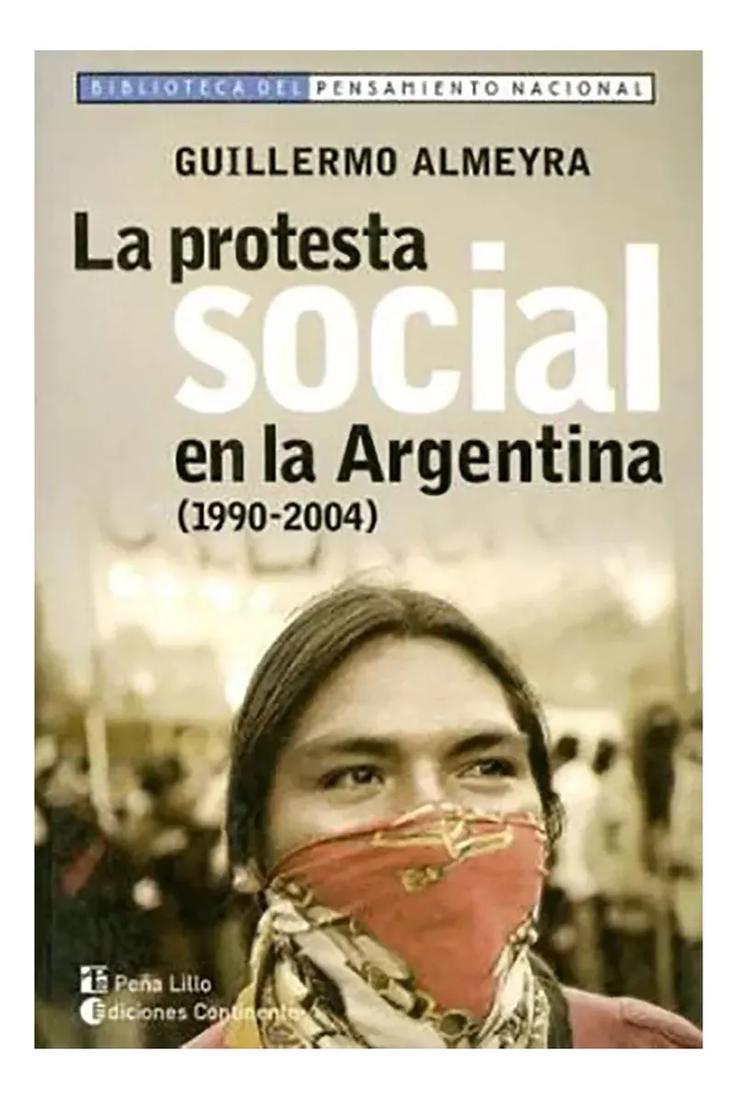 BIBLIOTECA DEL PENSAMIENTO NACIONAL
GUILLERMO ALMEYRA
La protesta
social
en la Argentina
(1990-2004)
Peña Lillo
Ediciones Continente